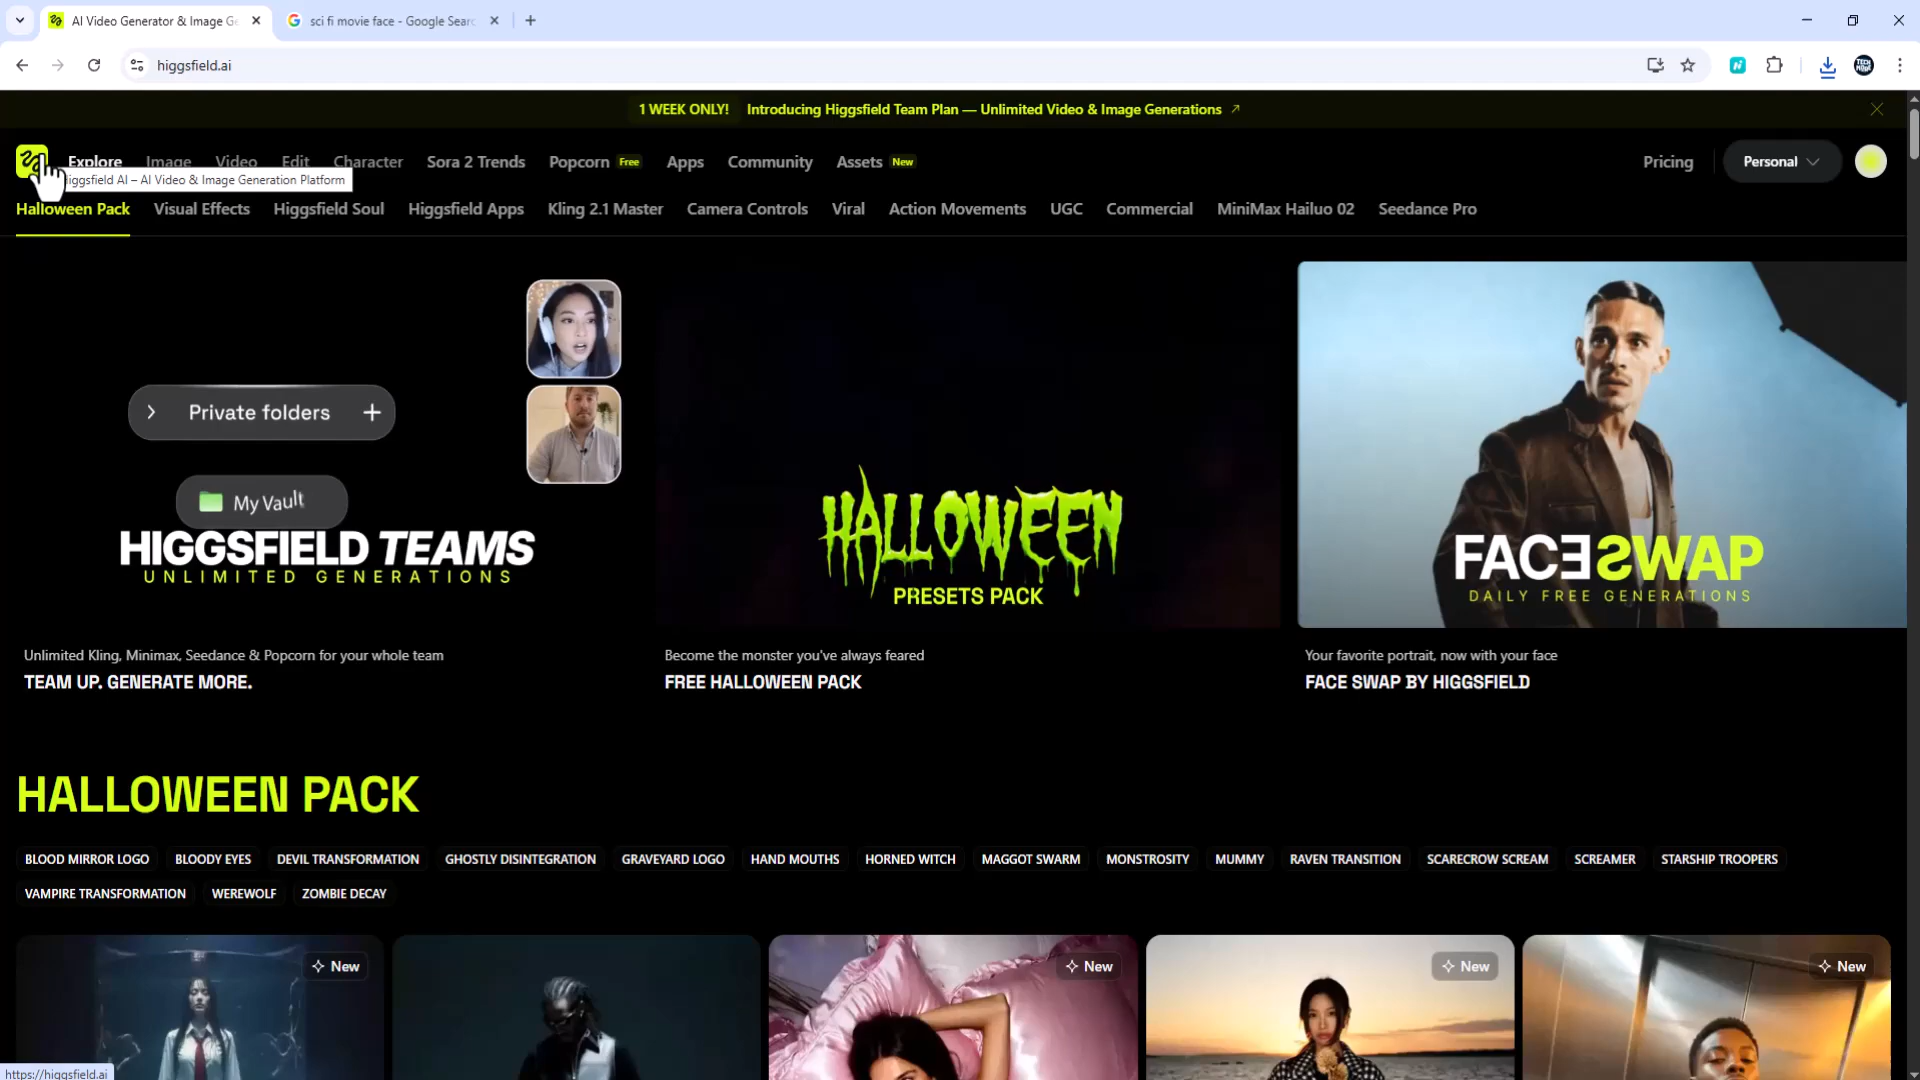 AI Video Generator & Image Ge
sci fi movie face - Google Searc
higgsfield.ai
1 WEEK ONLY! Introducing Higgsfield Team Plan — Unlimited Video & Image Generations
Explore Image Video Edit Character Sora 2 Trends Popcorn Free Apps Community Assets New Pricing Personal
iggsfield AI – AI Video & Image Generation Platform
Halloween Pack Visual Effects Higgsfield Soul Higgsfield Apps Kling 2.1 Master Camera Controls Viral Action Movements UGC Commercial MiniMax Hailuo 02 Seedance Pro
Private folders
My Vault
HIGGSFIELD TEAMS
UNLIMITED GENERATIONS
Unlimited Kling, Minimax, Seedance & Popcorn for your whole team
TEAM UP. GENERATE MORE.
HALLOWEEN
PRESETS PACK
Become the monster you've always feared
FREE HALLOWEEN PACK
FACE SWAP
DAILY FREE GENERATIONS
Your favorite portrait, now with your face
FACE SWAP BY HIGGSFIELD
HALLOWEEN PACK
BLOOD MIRROR LOGO BLOODY EYES DEVIL TRANSFORMATION GHOSTLY DISINTEGRATION GRAVEYARD LOGO HAND MOUTHS HORNED WITCH MAGGOT SWARM MONSTROSITY MUMMY RAVEN TRANSITION SCARECROW SCREAM SCREAMER STARSHIP TROOPERS
VAMPIRE TRANSFORMATION WEREWOLF ZOMBIE DECAY
New New New New
https://higgsfield.ai